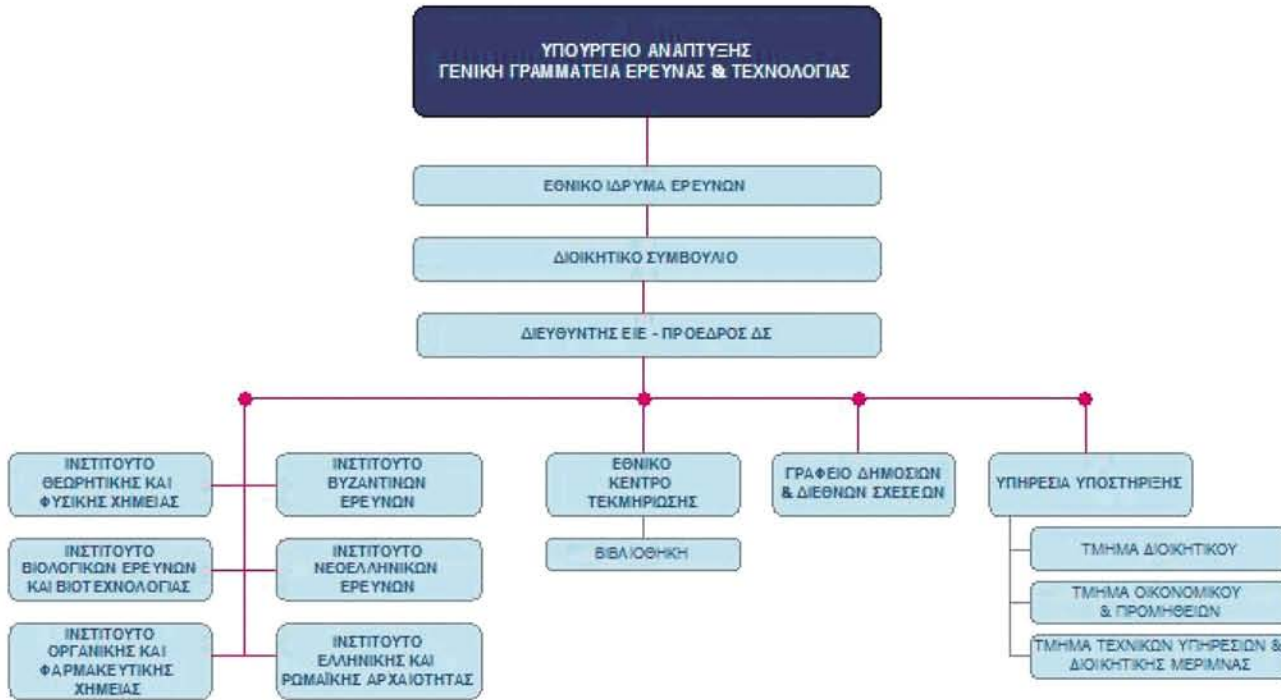 ΥΠΟΥΡΓΕΙΟ ΑΝΑΠΤΥΞΗΣ
ΓΕΝΙΚΗ ΓΡΑΜΜΑΤΕΙΑ ΕΡΕΥΝΑΣ & ΤΕΧΝΟΛΟΓΙΑΣ
ΕΘΝΙΚΟ ΙΔΡΥΜΑ ΕΡΕΥΝΩΝ
ΔΙΟΙΚΗΤΙΚΟ ΣΥΜΒΟΥΛΙΟ
ΔΙΕΥΘΥΝΤΗΣ ΕΙΕ - ΠΡΟΕΔΡΟΣ ΔΣ
ΙΝΣΤΙΤΟΥΤΟ
ΘΕΩΡΗΤΙΚΗΣ ΚΑΙ
ΦΥΣΙΚΗΣ ΧΗΜΕΙΑΣ
ΙΝΣΤΙΤΟΥΤΟ
ΒΥΖΑΝΤΙΝΩΝ
ΕΡΕΥΝΩΝ
ΕΘΝΙΚΟ
ΚΕΝΤΡΟ
ΤΕΚΜΗΡΙΩΣΗΣ
ΓΡΑΦΕΙΟ ΔΗΜΟΣΙΩΝ
& ΔΙΕΘΝΩΝ ΣΧΕΣΕΩΝ
ΥΠΗΡΕΣΙΑ ΥΠΟΣΤΗΡΙΞΗΣ
ΙΝΣΤΙΤΟΥΤΟ
ΒΙΟΛΟΓΙΚΩΝ ΕΡΕΥΝΩΝ
ΚΑΙ ΒΙΟΤΕΧΝΟΛΟΓΙΑΣ
ΙΝΣΤΙΤΟΥΤΟ
ΝΕΟΕΛΛΗΝΙΚΩΝ
ΕΡΕΥΝΩΝ
ΒΙΒΛΙΟΘΗΚΗ
ΤΜΗΜΑ ΔΙΟΙΚΗΤΙΚΟΥ
ΤΜΗΜΑ ΟΙΚΟΝΟΜΙΚΟΥ
& ΠΡΟΜΗΘΕΙΩΝ
ΙΝΣΤΙΤΟΥΤΟ
ΟΡΓΑΝΙΚΗΣ ΚΑΙ
ΦΑΡΜΑΚΕΥΤΙΚΗΣ
ΧΗΜΕΙΑΣ
ΙΝΣΤΙΤΟΥΤΟ
ΕΛΛΗΝΙΚΗΣ ΚΑΙ
ΡΩΜΑΪΚΗΣ ΑΡΧΑΙΟΤΗΤΑΣ
ΤΜΗΜΑ ΤΕΧΝΙΚΩΝ ΥΠΗΡΕΣΙΩΝ &
ΔΙΟΙΚΗΤΙΚΗΣ ΜΕΡΙΜΝΑΣ